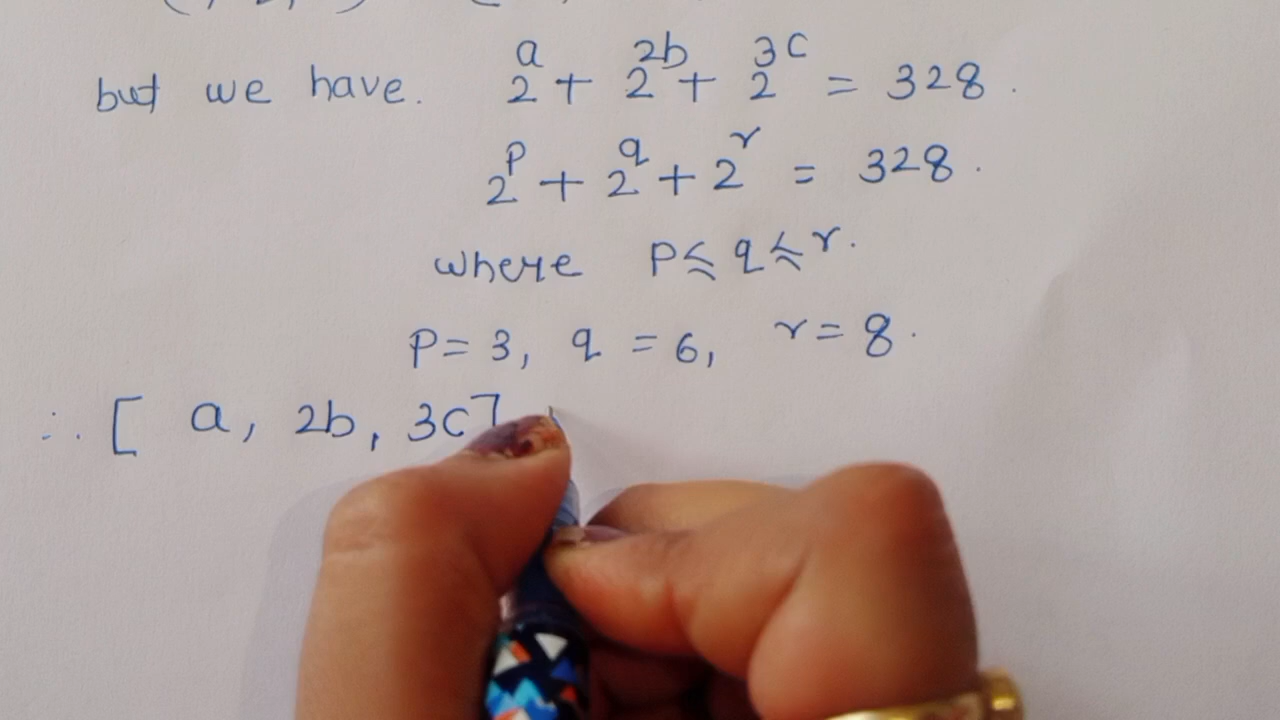 but we have. 2^a + 2^2b + 2^3c = 328.
2^p + 2^q + 2^r = 328.
where p ≤ q ≤ r.
p = 3, q = 6, r = 8.
∴ [ a, 2b, 3c]